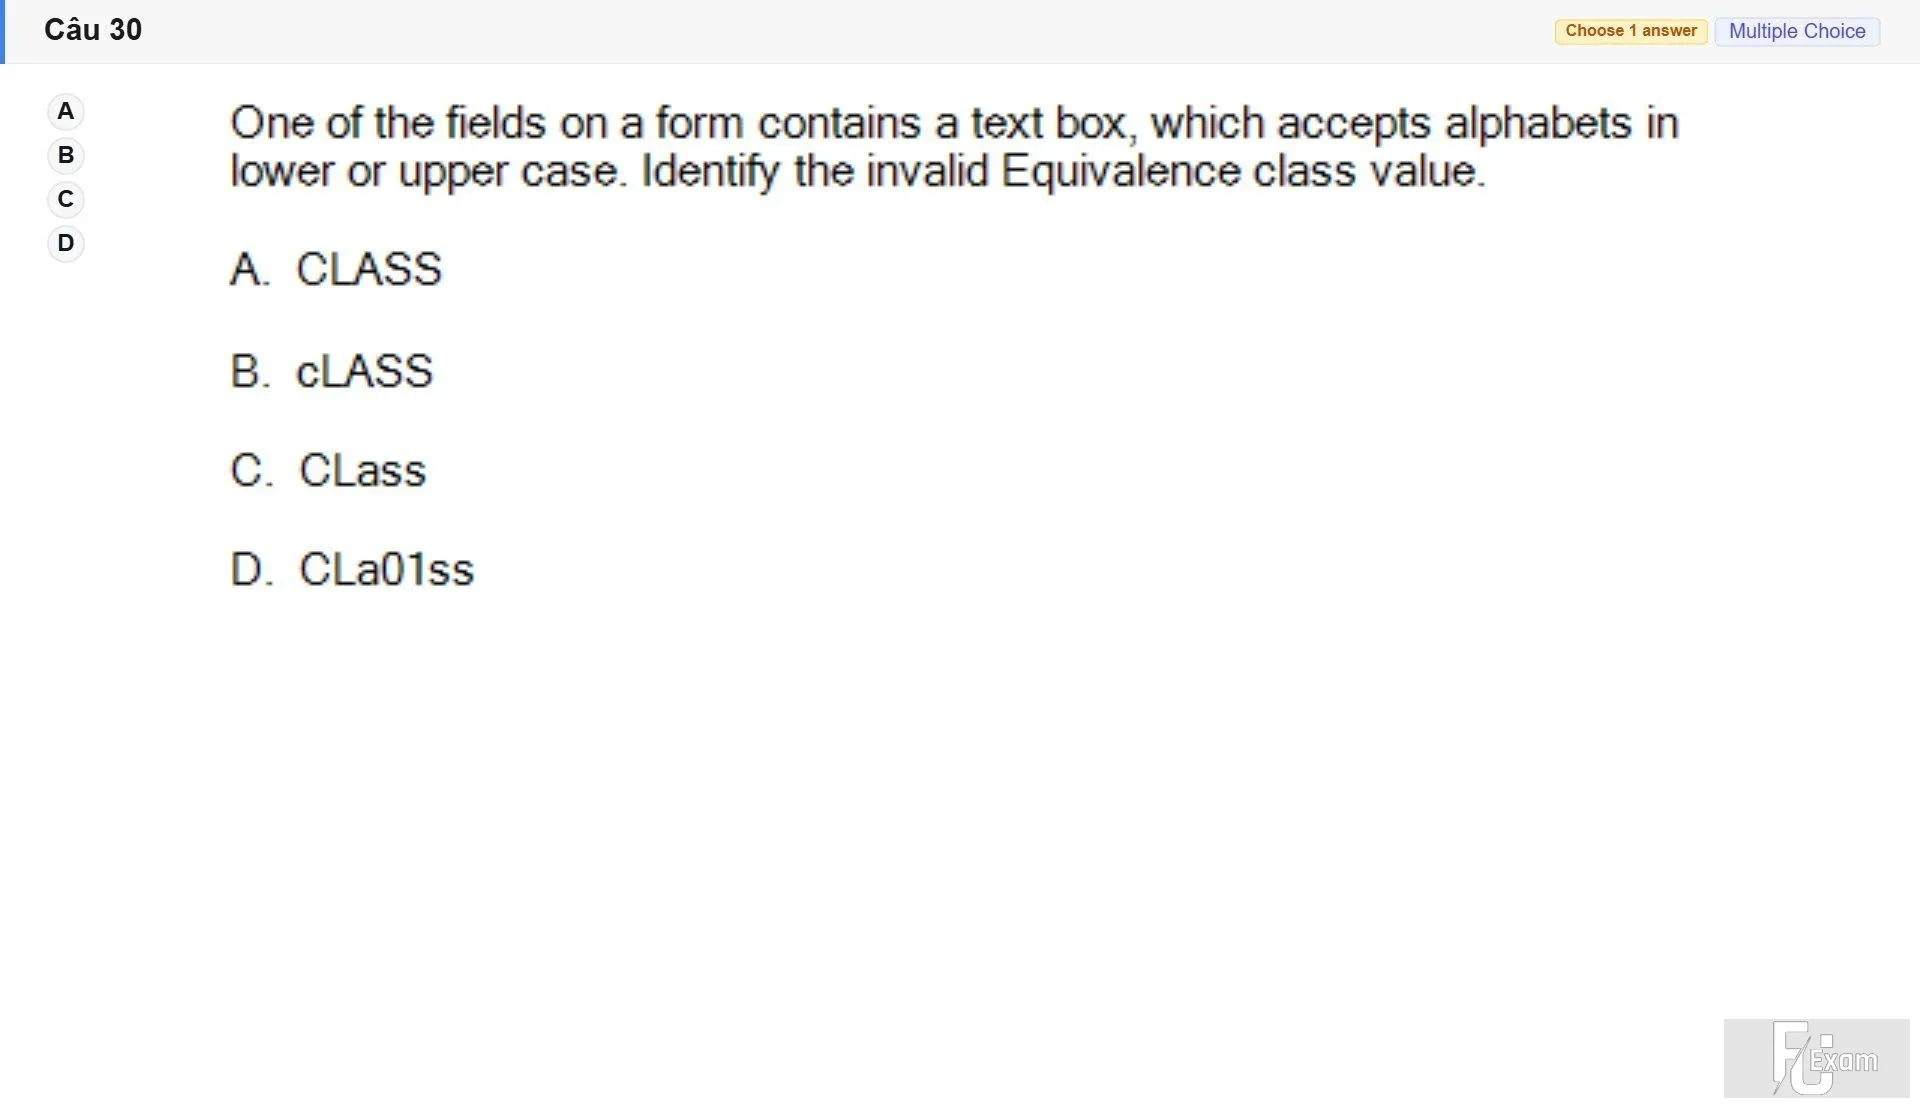 Câu 30
Choose 1 answer
Multiple Choice
A
B
C
D
One of the fields on a form contains a text box, which accepts alphabets in
lower or upper case. Identify the invalid Equivalence class value.
A. CLASS
B. cLASS
C. CLass
D. CLa01ss
FU Exam